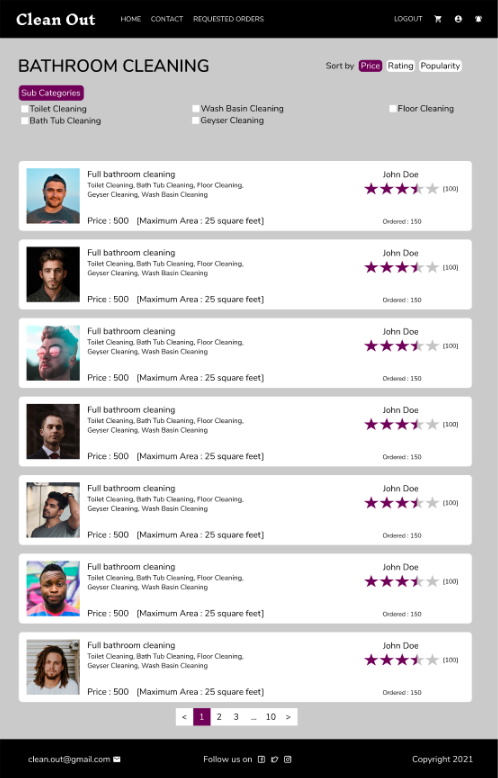 Clean Out HOME CONTACT REQUESTED ORDERS LOGOUT
BATHROOM CLEANING Sort by Price Rating Popularity
Sub Categories
Toilet Cleaning Wash Basin Cleaning Floor Cleaning
Bath Tub Cleaning Geyser Cleaning
Full bathroom cleaning John Doe
Toilet Cleaning, Bath Tub Cleaning, Floor Cleaning,
Geyser Cleaning, Wash Basin Cleaning (100)
Price : 500 [Maximum Area : 25 square feet] Ordered : 150
Full bathroom cleaning John Doe
Toilet Cleaning, Bath Tub Cleaning, Floor Cleaning,
Geyser Cleaning, Wash Basin Cleaning (100)
Price : 500 [Maximum Area : 25 square feet] Ordered : 150
Full bathroom cleaning John Doe
Toilet Cleaning, Bath Tub Cleaning, Floor Cleaning,
Geyser Cleaning, Wash Basin Cleaning (100)
Price : 500 [Maximum Area : 25 square feet] Ordered : 150
Full bathroom cleaning John Doe
Toilet Cleaning, Bath Tub Cleaning, Floor Cleaning,
Geyser Cleaning, Wash Basin Cleaning (100)
Price : 500 [Maximum Area : 25 square feet] Ordered : 150
Full bathroom cleaning John Doe
Toilet Cleaning, Bath Tub Cleaning, Floor Cleaning,
Geyser Cleaning, Wash Basin Cleaning (100)
Price : 500 [Maximum Area : 25 square feet] Ordered : 150
Full bathroom cleaning John Doe
Toilet Cleaning, Bath Tub Cleaning, Floor Cleaning,
Geyser Cleaning, Wash Basin Cleaning (100)
Price : 500 [Maximum Area : 25 square feet] Ordered : 150
Full bathroom cleaning John Doe
Toilet Cleaning, Bath Tub Cleaning, Floor Cleaning,
Geyser Cleaning, Wash Basin Cleaning (100)
Price : 500 [Maximum Area : 25 square feet] Ordered : 150
< 1 2 3 ... 10 >
clean.out@gmail.com Follow us on Copyright 2021